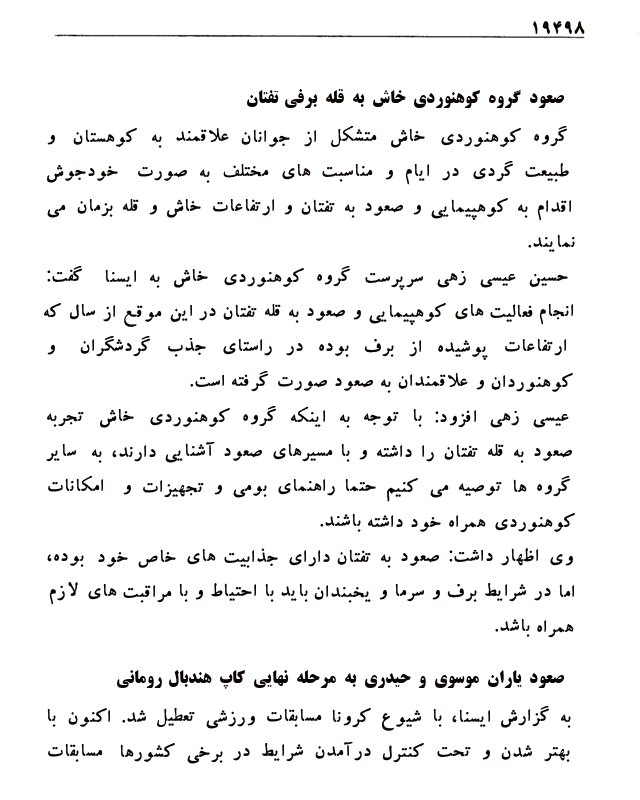 ۱۹۴۹۸
صعود گروه کوهنوردی خاش به قله برفی تفتان
گروه کوهنوردی خاش متشکل از جوانان علاقمند به کوهستان و
طبیعت گردی در ایام و مناسبت های مختلف به صورت خودجوش
اقدام به کوهپیمایی و صعود به تفتان و ارتفاعات خاش و قله بزمان می
نمایند.
حسین عیسی زهی سرپرست گروه کوهنوردی خاش به ایسنا گفت:
انجام فعالیت های کوهپیمایی و صعود به قله تفتان در این موقع از سال که
ارتفاعات پوشیده از برف بوده در راستای جذب گردشگران و
کوهنوردان و علاقمندان به صعود صورت گرفته است.
عیسی زهی افزود: با توجه به اینکه گروه کوهنوردی خاش تجربه
صعود به قله تفتان را داشته و با مسیرهای صعود آشنایی دارند، به سایر
گروه ها توصیه می کنیم حتما راهنمای بومی و تجهیزات و امکانات
کوهنوردی همراه خود داشته باشند.
وی اظهار داشت: صعود به تفتان دارای جذابیت های خاص خود بوده،
اما در شرایط برف و سرما و یخبندان باید با احتیاط و با مراقبت های لازم
همراه باشد.
صعود یاران موسوی و حیدری به مرحله نهایی کاپ هندبال رومانی
به گزارش ایسنا، با شیوع کرونا مسابقات ورزشی تعطیل شد. اکنون با
بهتر شدن و تحت کنترل درآمدن شرایط در برخی کشورها مسابقات